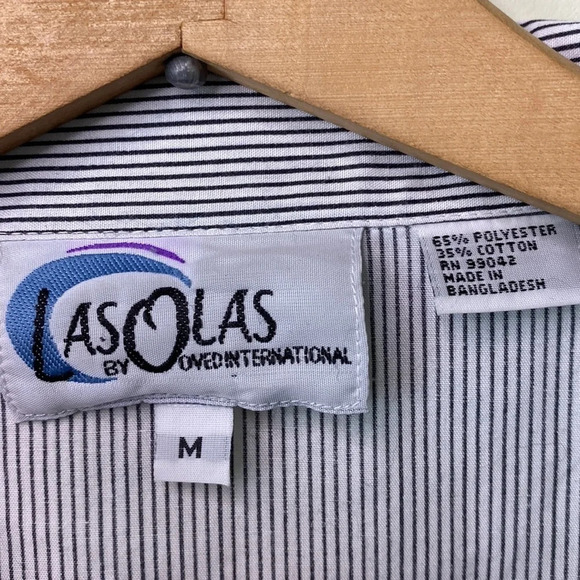 LAS OLAS
BY OVED INTERNATIONAL
M
65% POLYESTER
35% COTTON
RN 99042
MADE IN
BANGLADESH